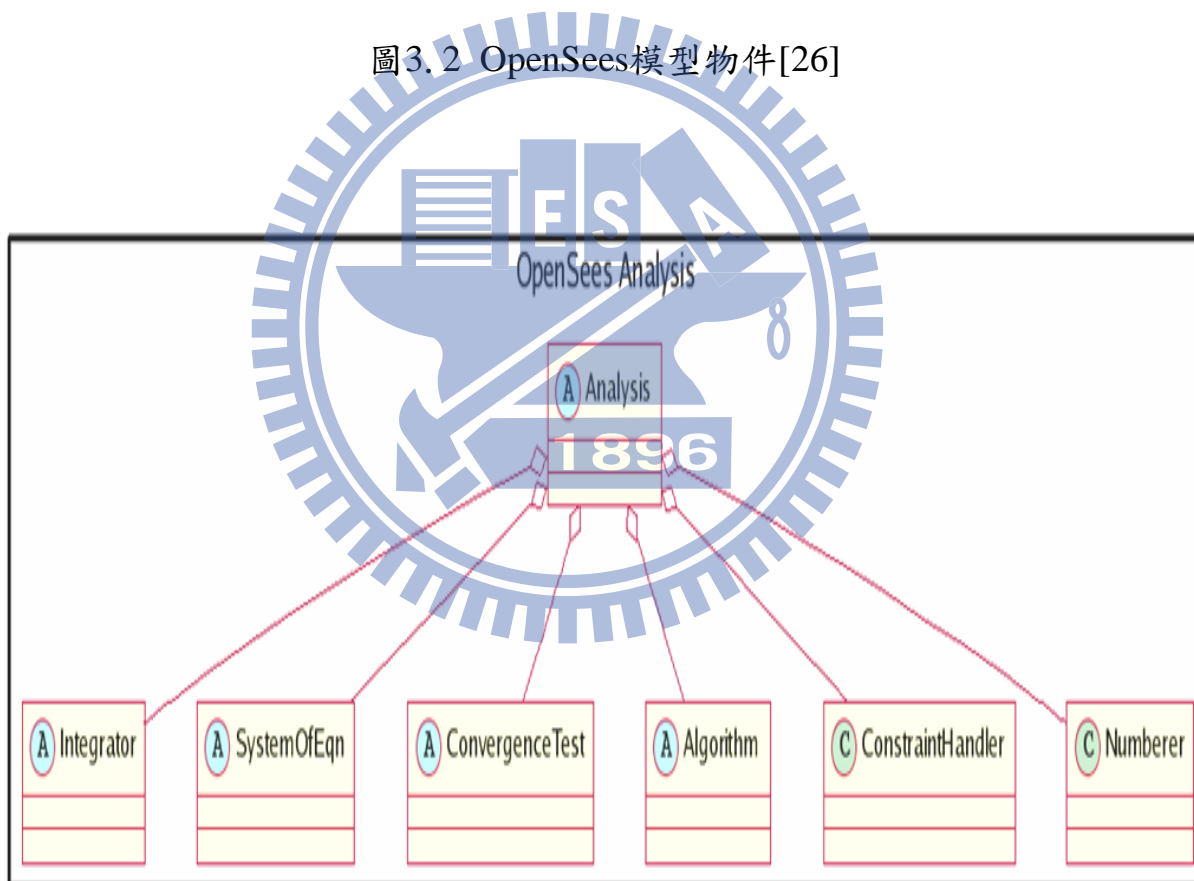 圖3. 2 OpenSees模型物件[26]
E S A
OpenSees Analysis
8
A Analysis
1896
A Integrator
A SystemOfEqn
A ConvergenceTest
A Algorithm
C ConstraintHandler
C Numberer